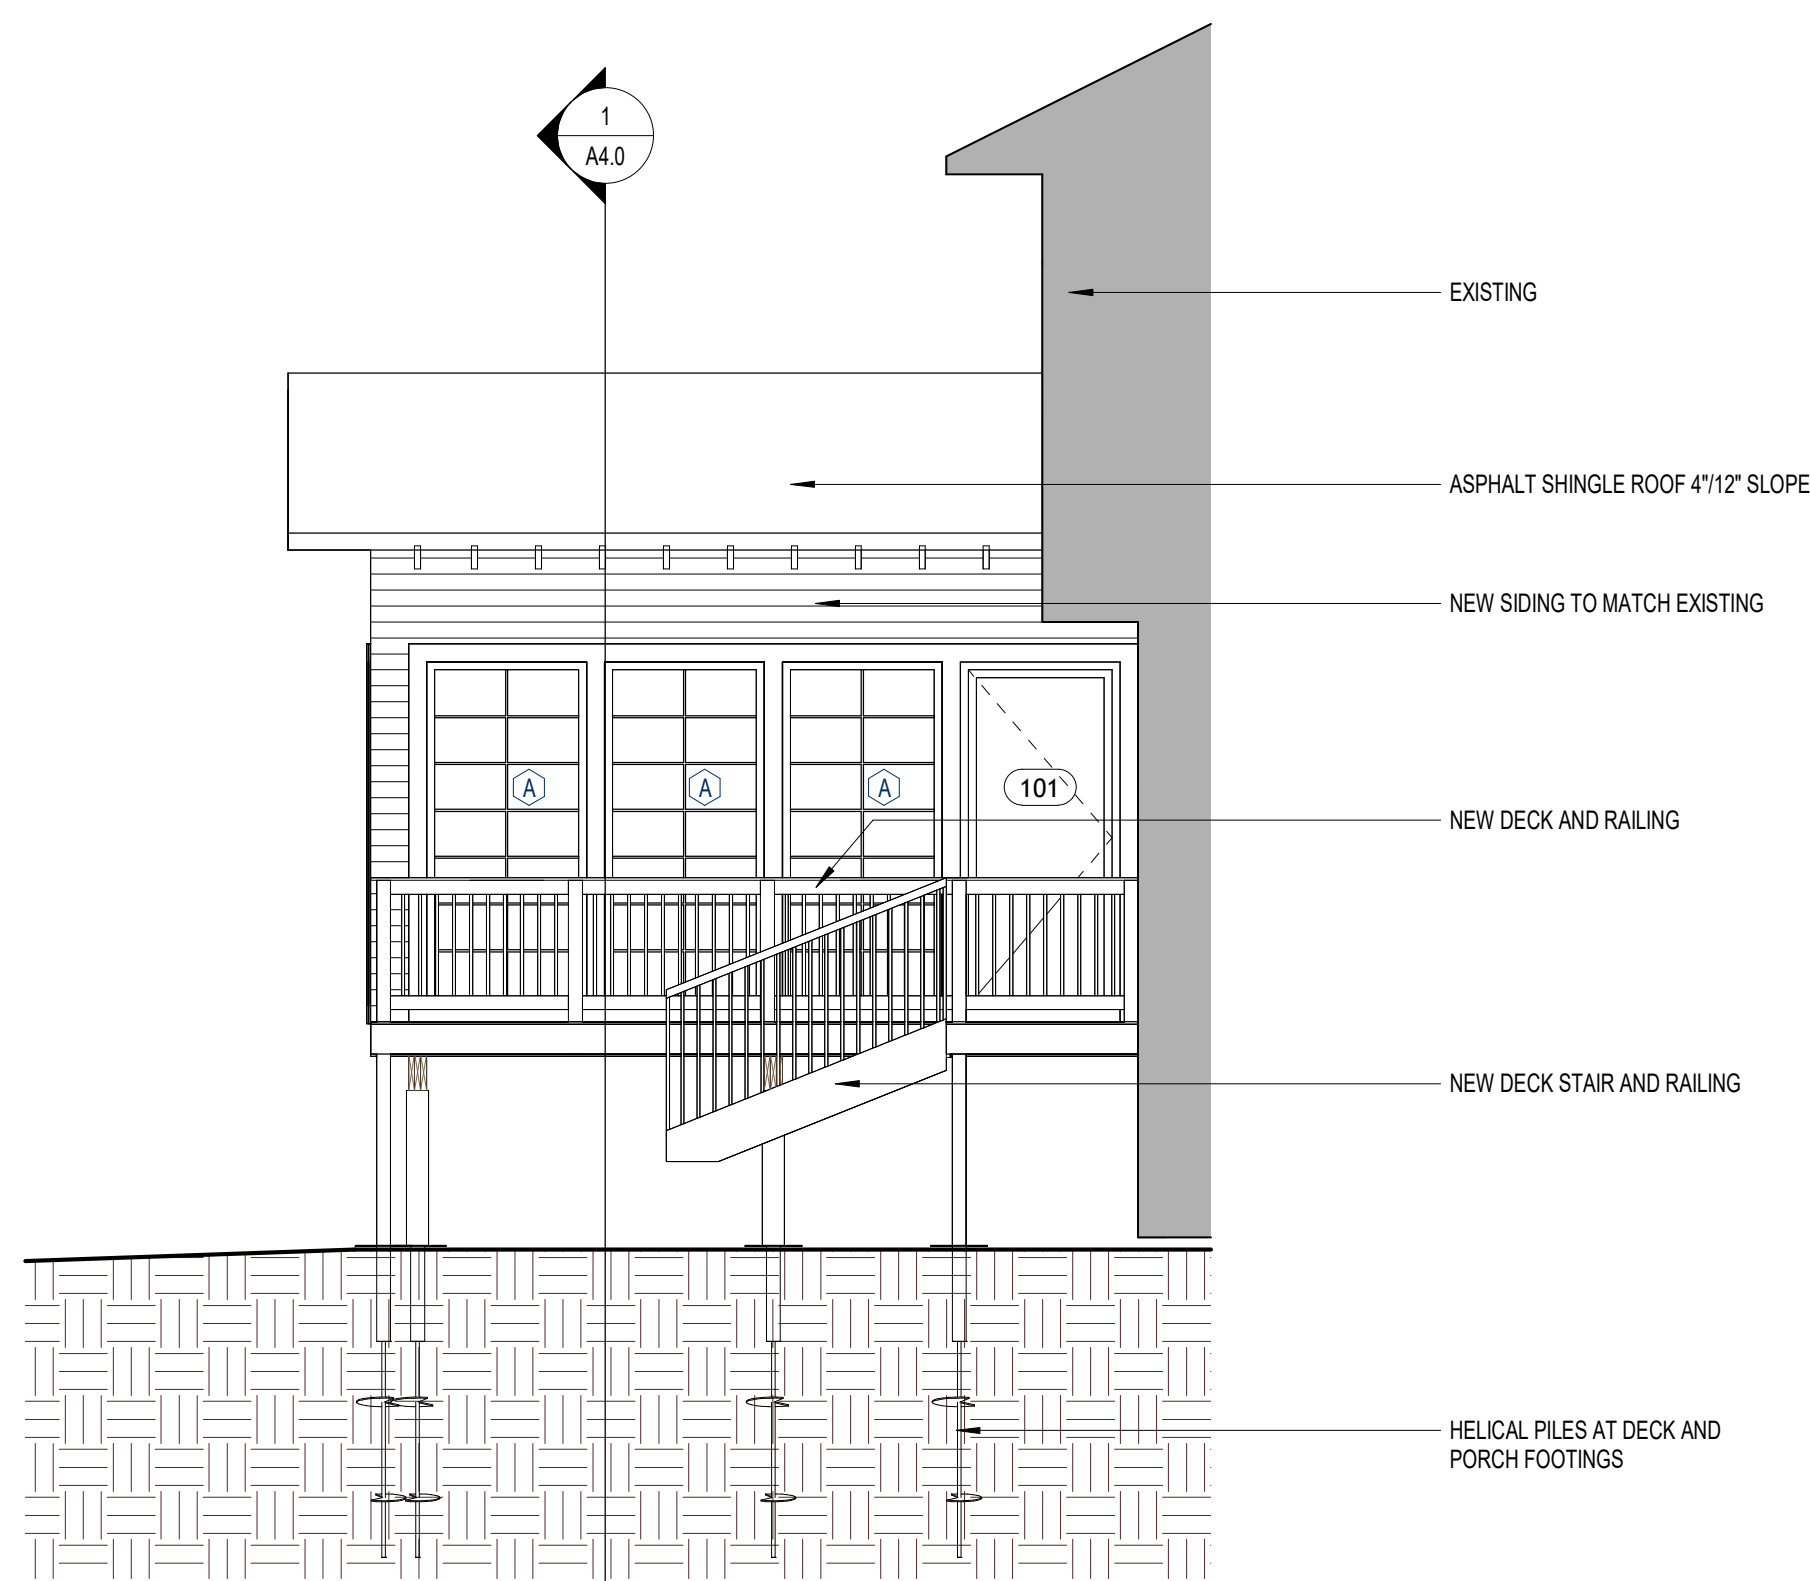 1
A4.0
EXISTING
ASPHALT SHINGLE ROOF 4"/12" SLOPE
NEW SIDING TO MATCH EXISTING
A
A
A
101
NEW DECK AND RAILING
NEW DECK STAIR AND RAILING
HELICAL PILES AT DECK AND
PORCH FOOTINGS